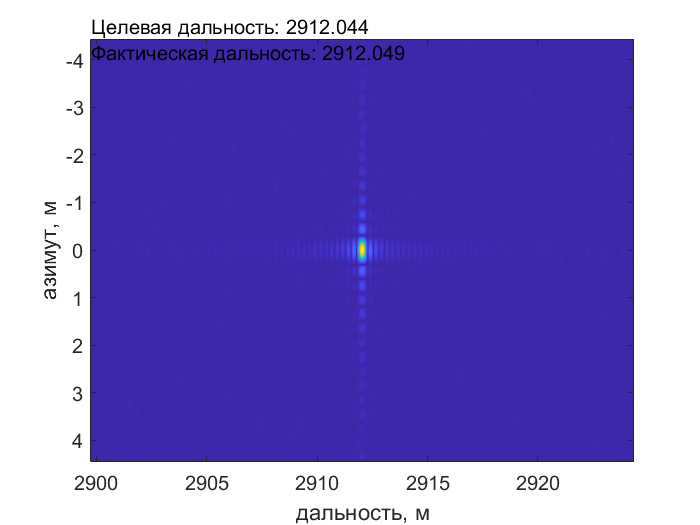 Целевая дальность: 2912.044
Фактическая дальность: 2912.049
-4
-3
-2
-1
0
1
2
3
4
азимут, м
2900 2905 2910 2915 2920
дальность, м